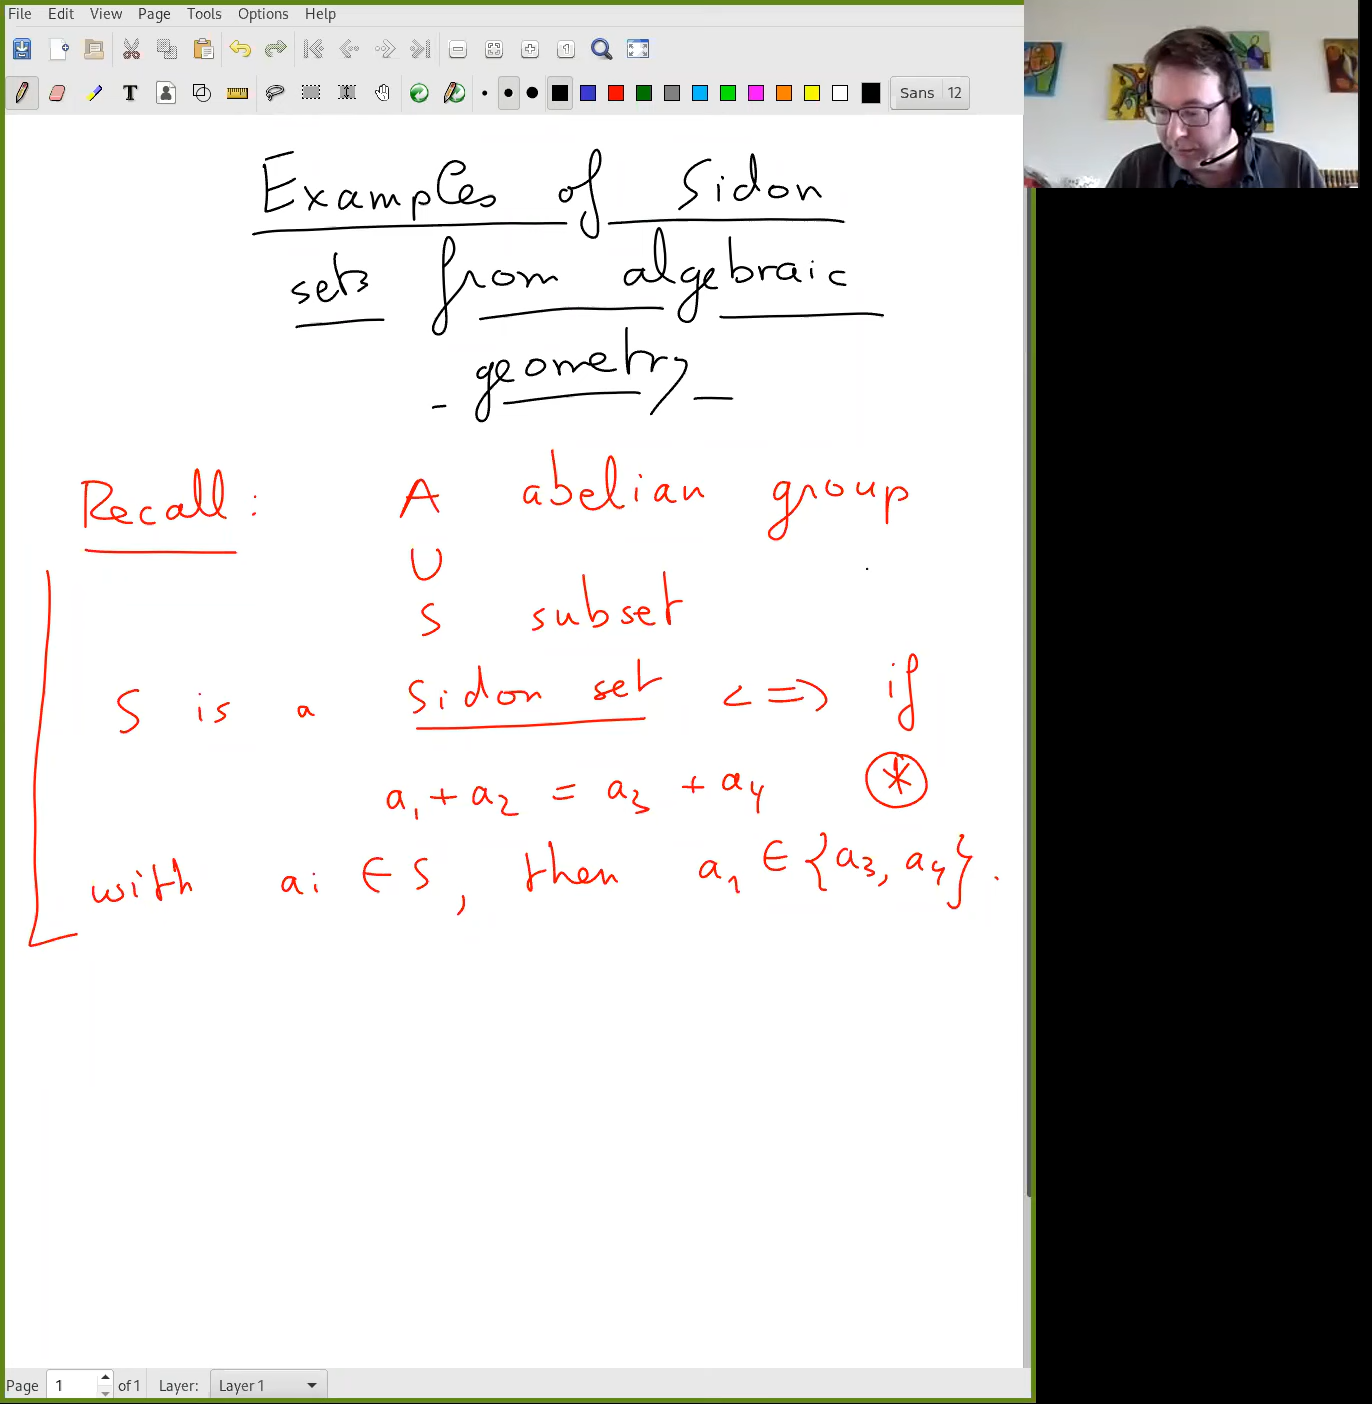 File Edit View Page Tools Options Help
T Sans 12
Examples of Sidon
sets from algebraic
geometry
Recall: A abelian group
∪
S subset
S is a Sidon set <=> if
a₁ + a₂ = a₃ + a₄ (*)
with aᵢ ∈ S, then a₁ ∈ {a₃, a₄}.
Page 1 of 1 Layer: Layer 1